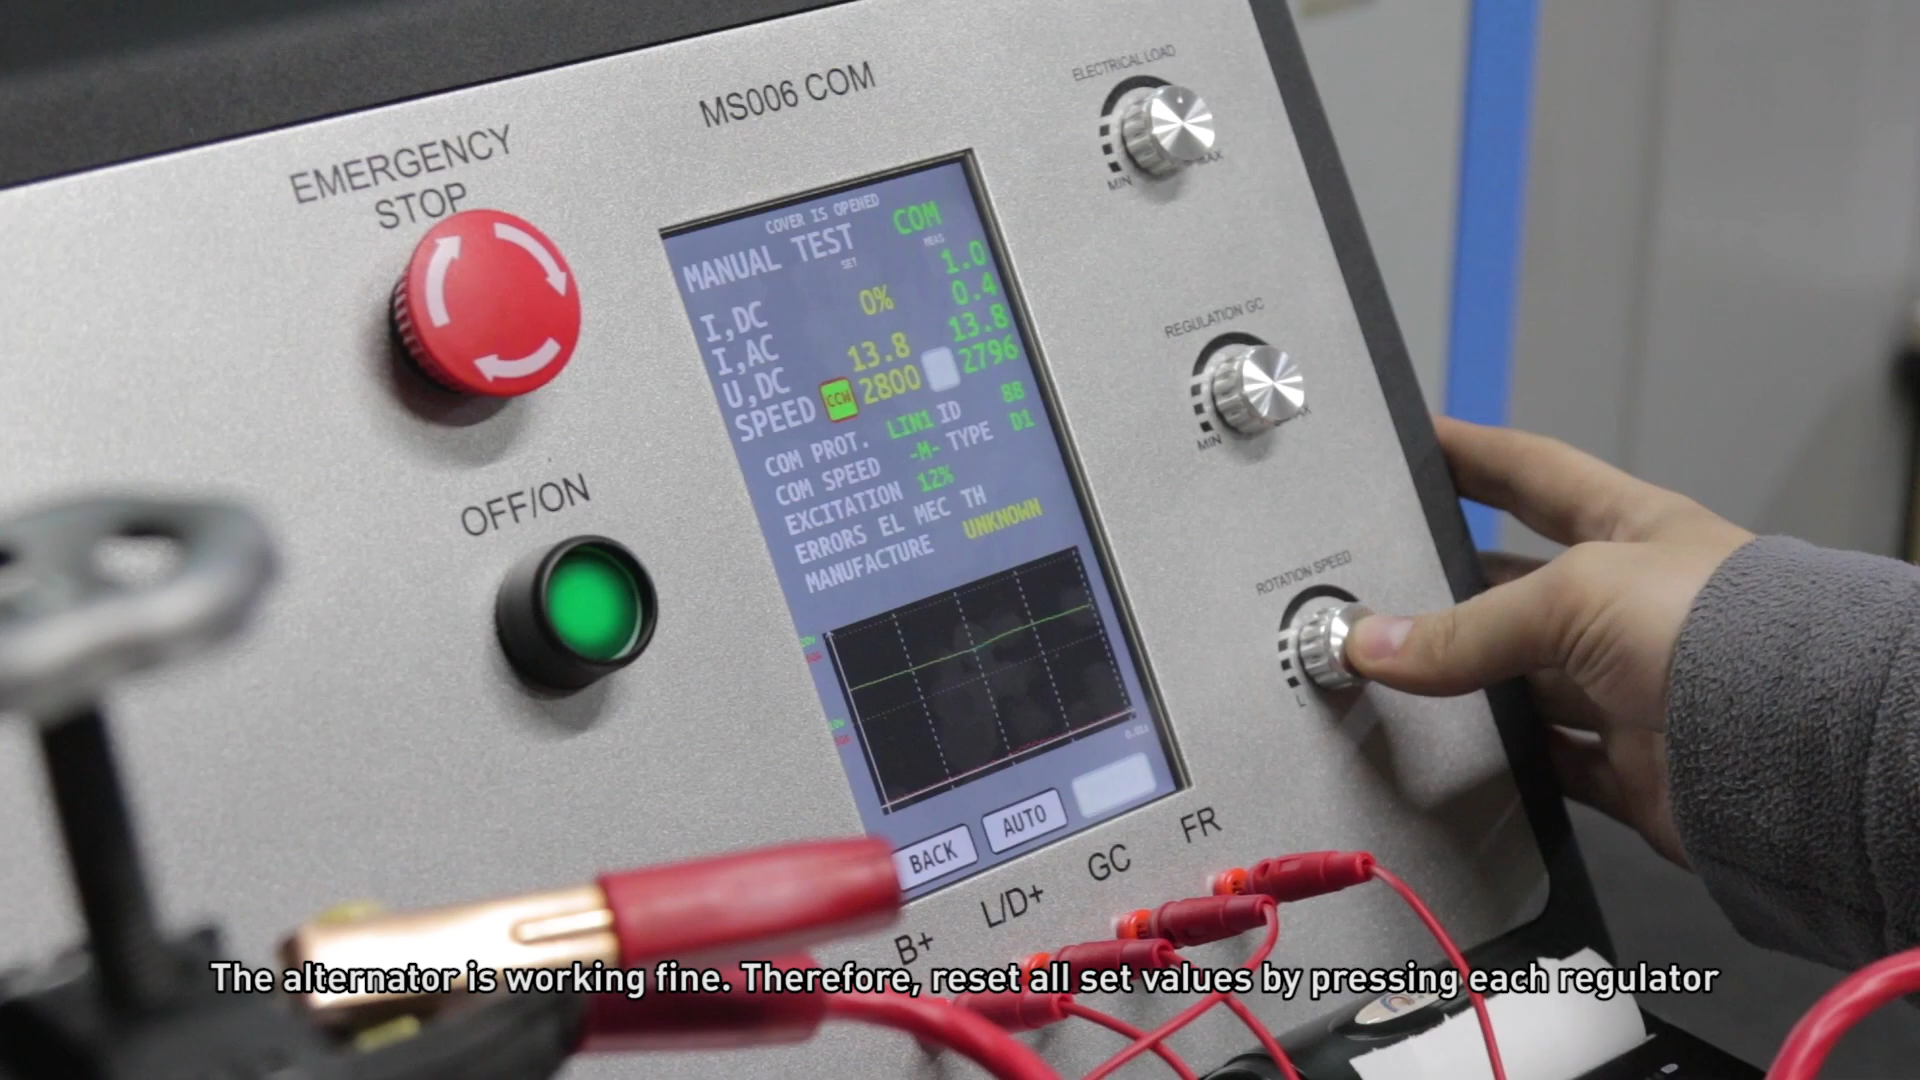 MS006 COM
EMERGENCY
STOP
OFF/ON
ELECTRICAL LOAD
MIN MAX
REGULATION GC
MIN
ROTATION SPEED
L
COVER IS OPENED
MANUAL TEST COM
SET MEAS
I,DC 0% 1.0
I,AC 0.4
U,DC 13.8 13.8
SPEED CCW 2800 2796
COM PROT. LIN1 ID 88
COM SPEED -M- TYPE D1
EXCITATION 12%
ERRORS EL MEC TH
MANUFACTURE UNKNOWN
BACK AUTO
B+ L/D+ GC FR
The alternator is working fine. Therefore, reset all set values by pressing each regulator